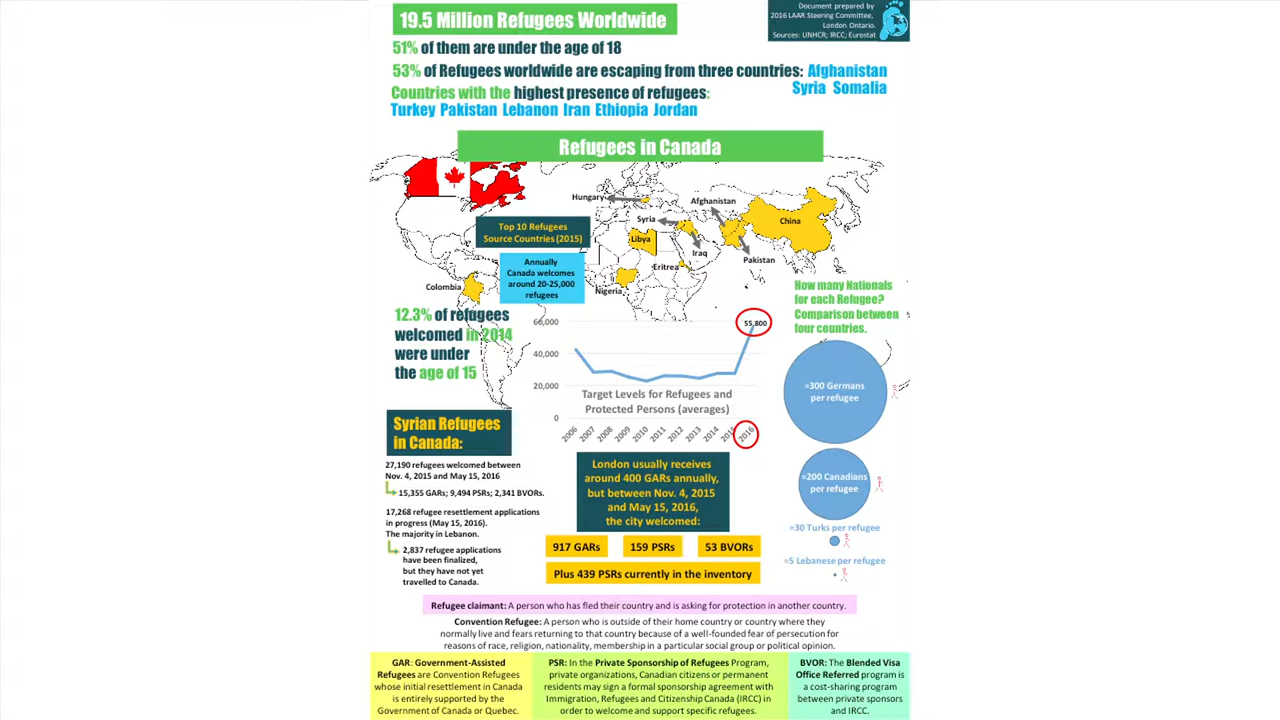 19.5 Million Refugees Worldwide
Document prepared by
2016 LAAR Steering Committee,
London Ontario.
Sources: UNHCR; IRCC; Eurostat
51% of them are under the age of 18
53% of Refugees worldwide are escaping from three countries: Afghanistan
Syria Somalia
Countries with the highest presence of refugees:
Turkey Pakistan Lebanon Iran Ethiopia Jordan
Refugees in Canada
Hungary
Afghanistan
Syria
China
Top 10 Refugees
Source Countries (2015)
Libya
Iraq
Pakistan
Eritrea
Annually
Canada welcomes
around 20-25,000
refugees
Colombia
Nigeria
How many Nationals
for each Refugee?
Comparison between
four countries.
12.3% of refugees
welcomed in 2014
were under
the age of 15
60,000
40,000
20,000
0
55,800
Target Levels for Refugees and
Protected Persons (averages)
2006 2007 2008 2009 2010 2011 2012 2013 2014 2015 2016
≈300 Germans
per refugee
≈200 Canadians
per refugee
≈30 Turks per refugee
≈5 Lebanese per refugee
Syrian Refugees
in Canada:
27,190 refugees welcomed between
Nov. 4, 2015 and May 15, 2016
15,355 GARs; 9,494 PSRs; 2,341 BVORs.
17,268 refugee resettlement applications
in progress (May 15, 2016).
The majority in Lebanon.
2,837 refugee applications
have been finalized,
but they have not yet
travelled to Canada.
London usually receives
around 400 GARs annually,
but between Nov. 4, 2015
and May 15, 2016,
the city welcomed:
917 GARs
159 PSRs
53 BVORs
Plus 439 PSRs currently in the inventory
Refugee claimant: A person who has fled their country and is asking for protection in another country.
Convention Refugee: A person who is outside of their home country or country where they
normally live and fears returning to that country because of a well-founded fear of persecution for
reasons of race, religion, nationality, membership in a particular social group or political opinion.
GAR: Government-Assisted
Refugees are Convention Refugees
whose initial resettlement in Canada
is entirely supported by the
Government of Canada or Quebec.
PSR: In the Private Sponsorship of Refugees Program,
private organizations, Canadian citizens or permanent
residents may sign a formal sponsorship agreement with
Immigration, Refugees and Citizenship Canada (IRCC) in
order to welcome and support specific refugees.
BVOR: The Blended Visa
Office Referred program is
a cost-sharing program
between private sponsors
and IRCC.